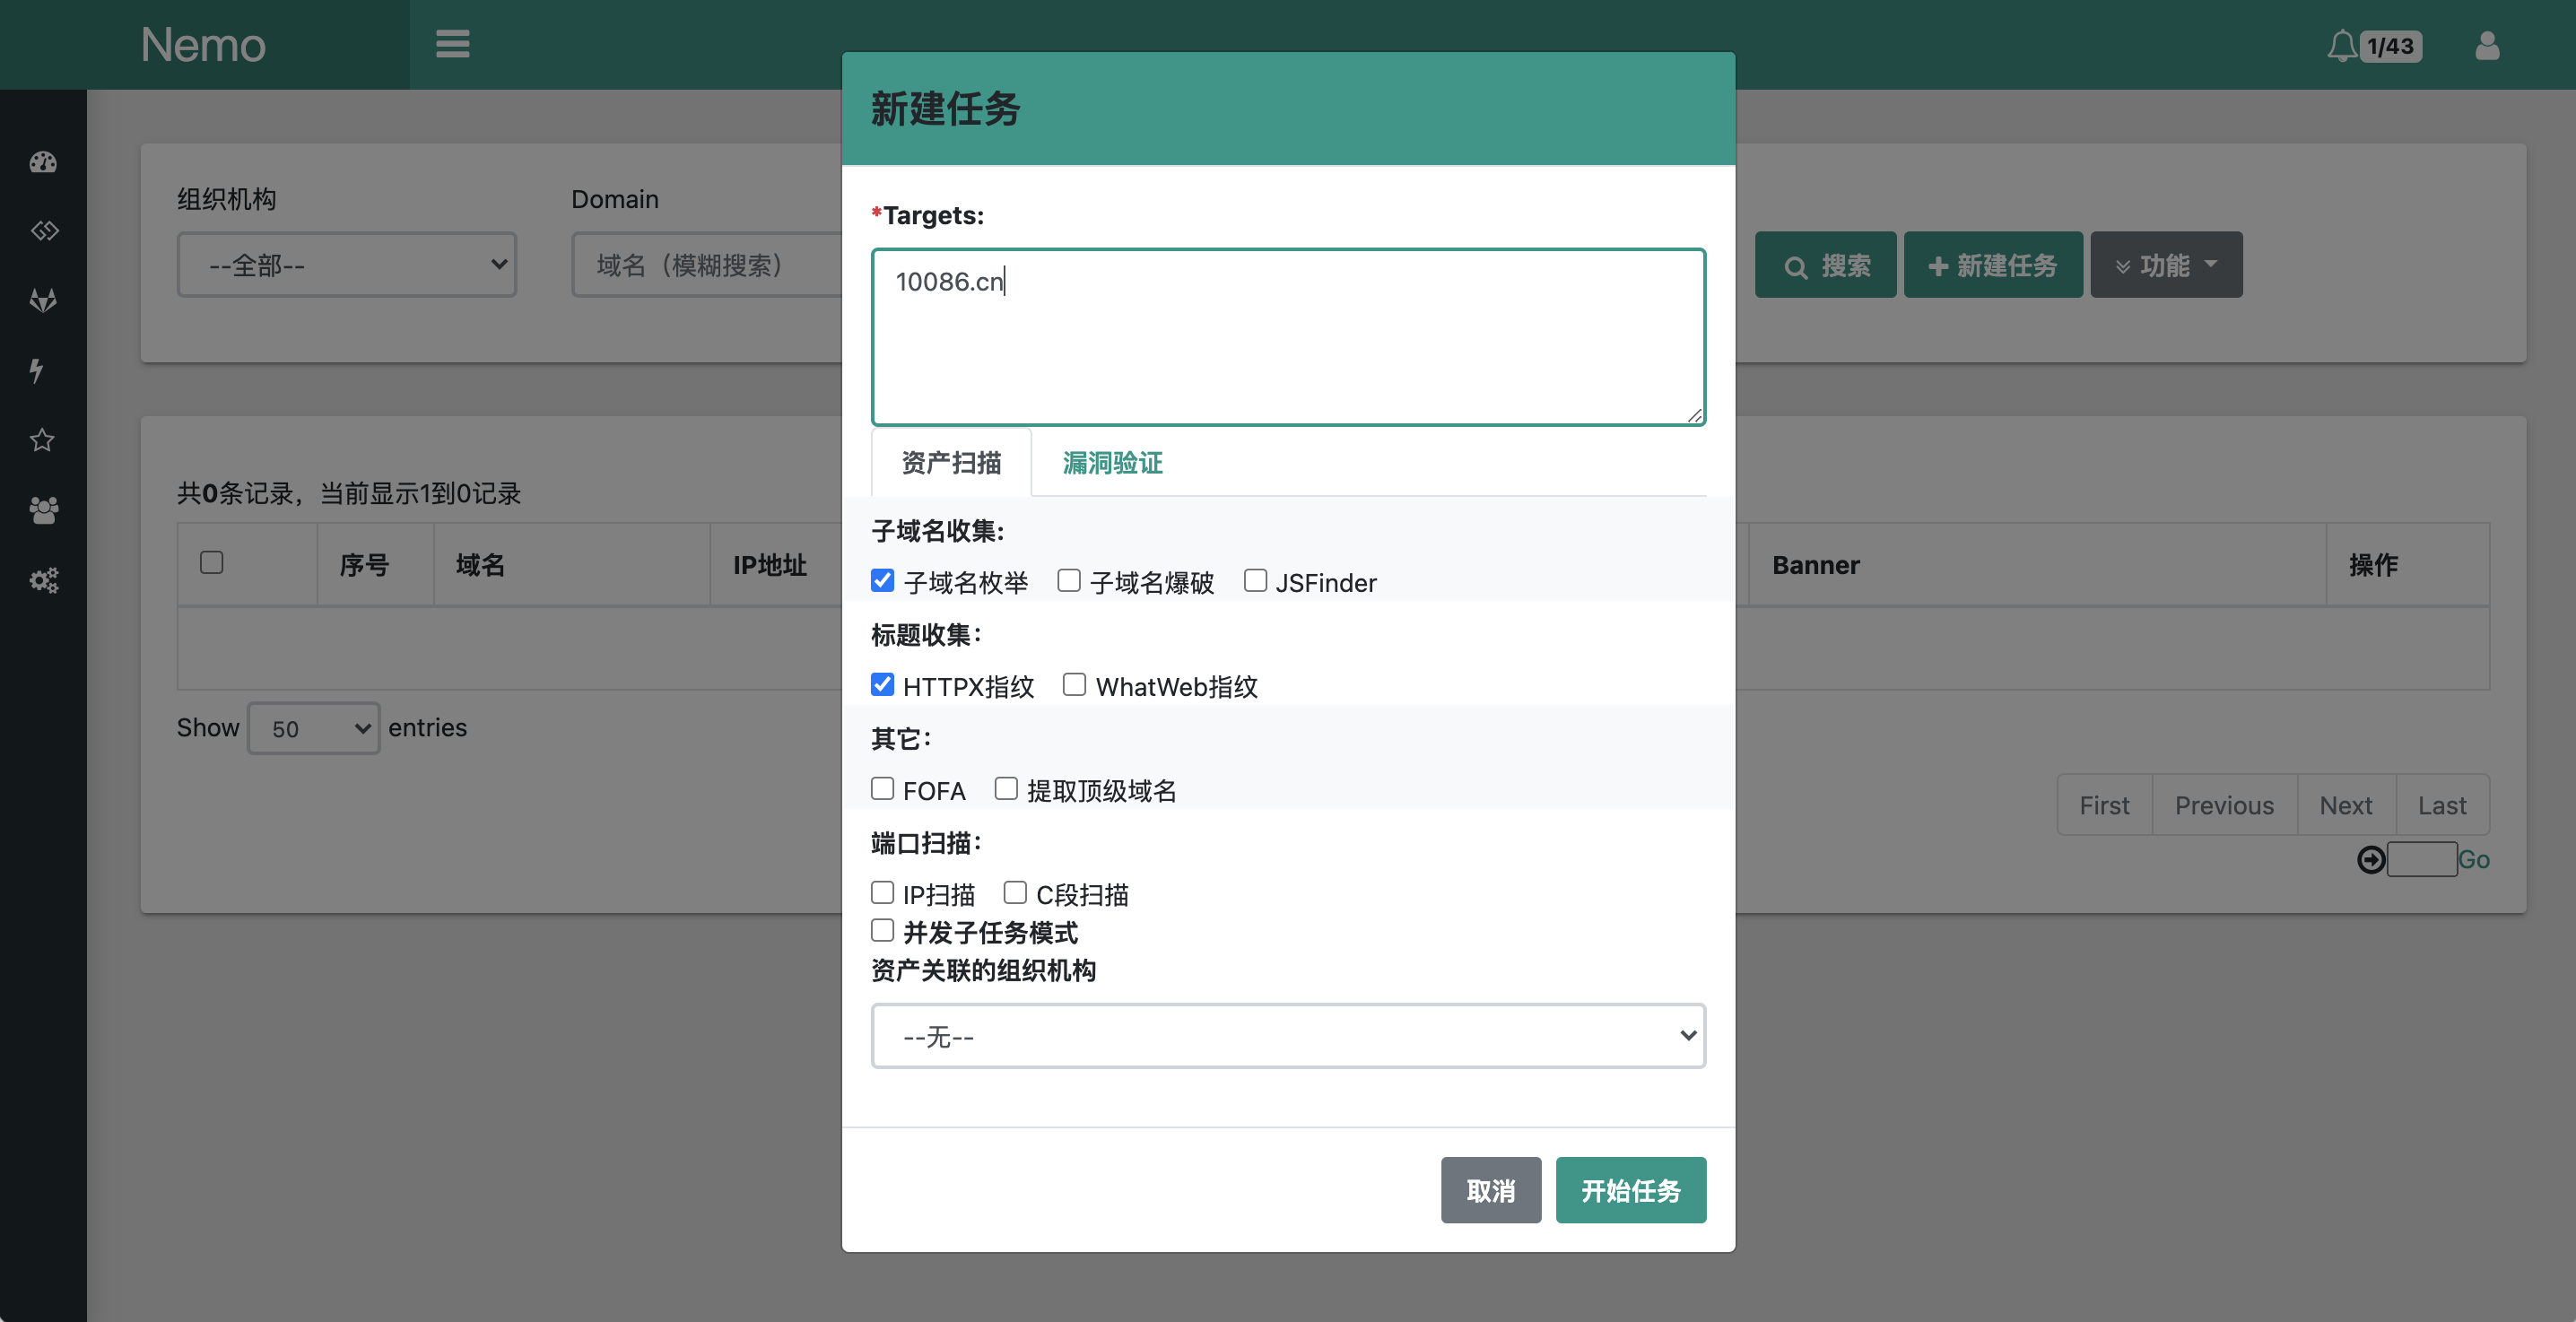 Nemo
1/43
组织机构
Domain
--全部--
域名（模糊搜索）
搜索
新建任务
功能
共0条记录，当前显示1到0记录
序号
域名
IP地址
Banner
操作
Show 50 entries
First Previous Next Last
Go
新建任务
*Targets:
10086.cn
资产扫描
漏洞验证
子域名收集:
子域名枚举 子域名爆破 JSFinder
标题收集：
HTTPX指纹 WhatWeb指纹
其它：
FOFA 提取顶级域名
端口扫描：
IP扫描 C段扫描
并发子任务模式
资产关联的组织机构
--无--
取消
开始任务